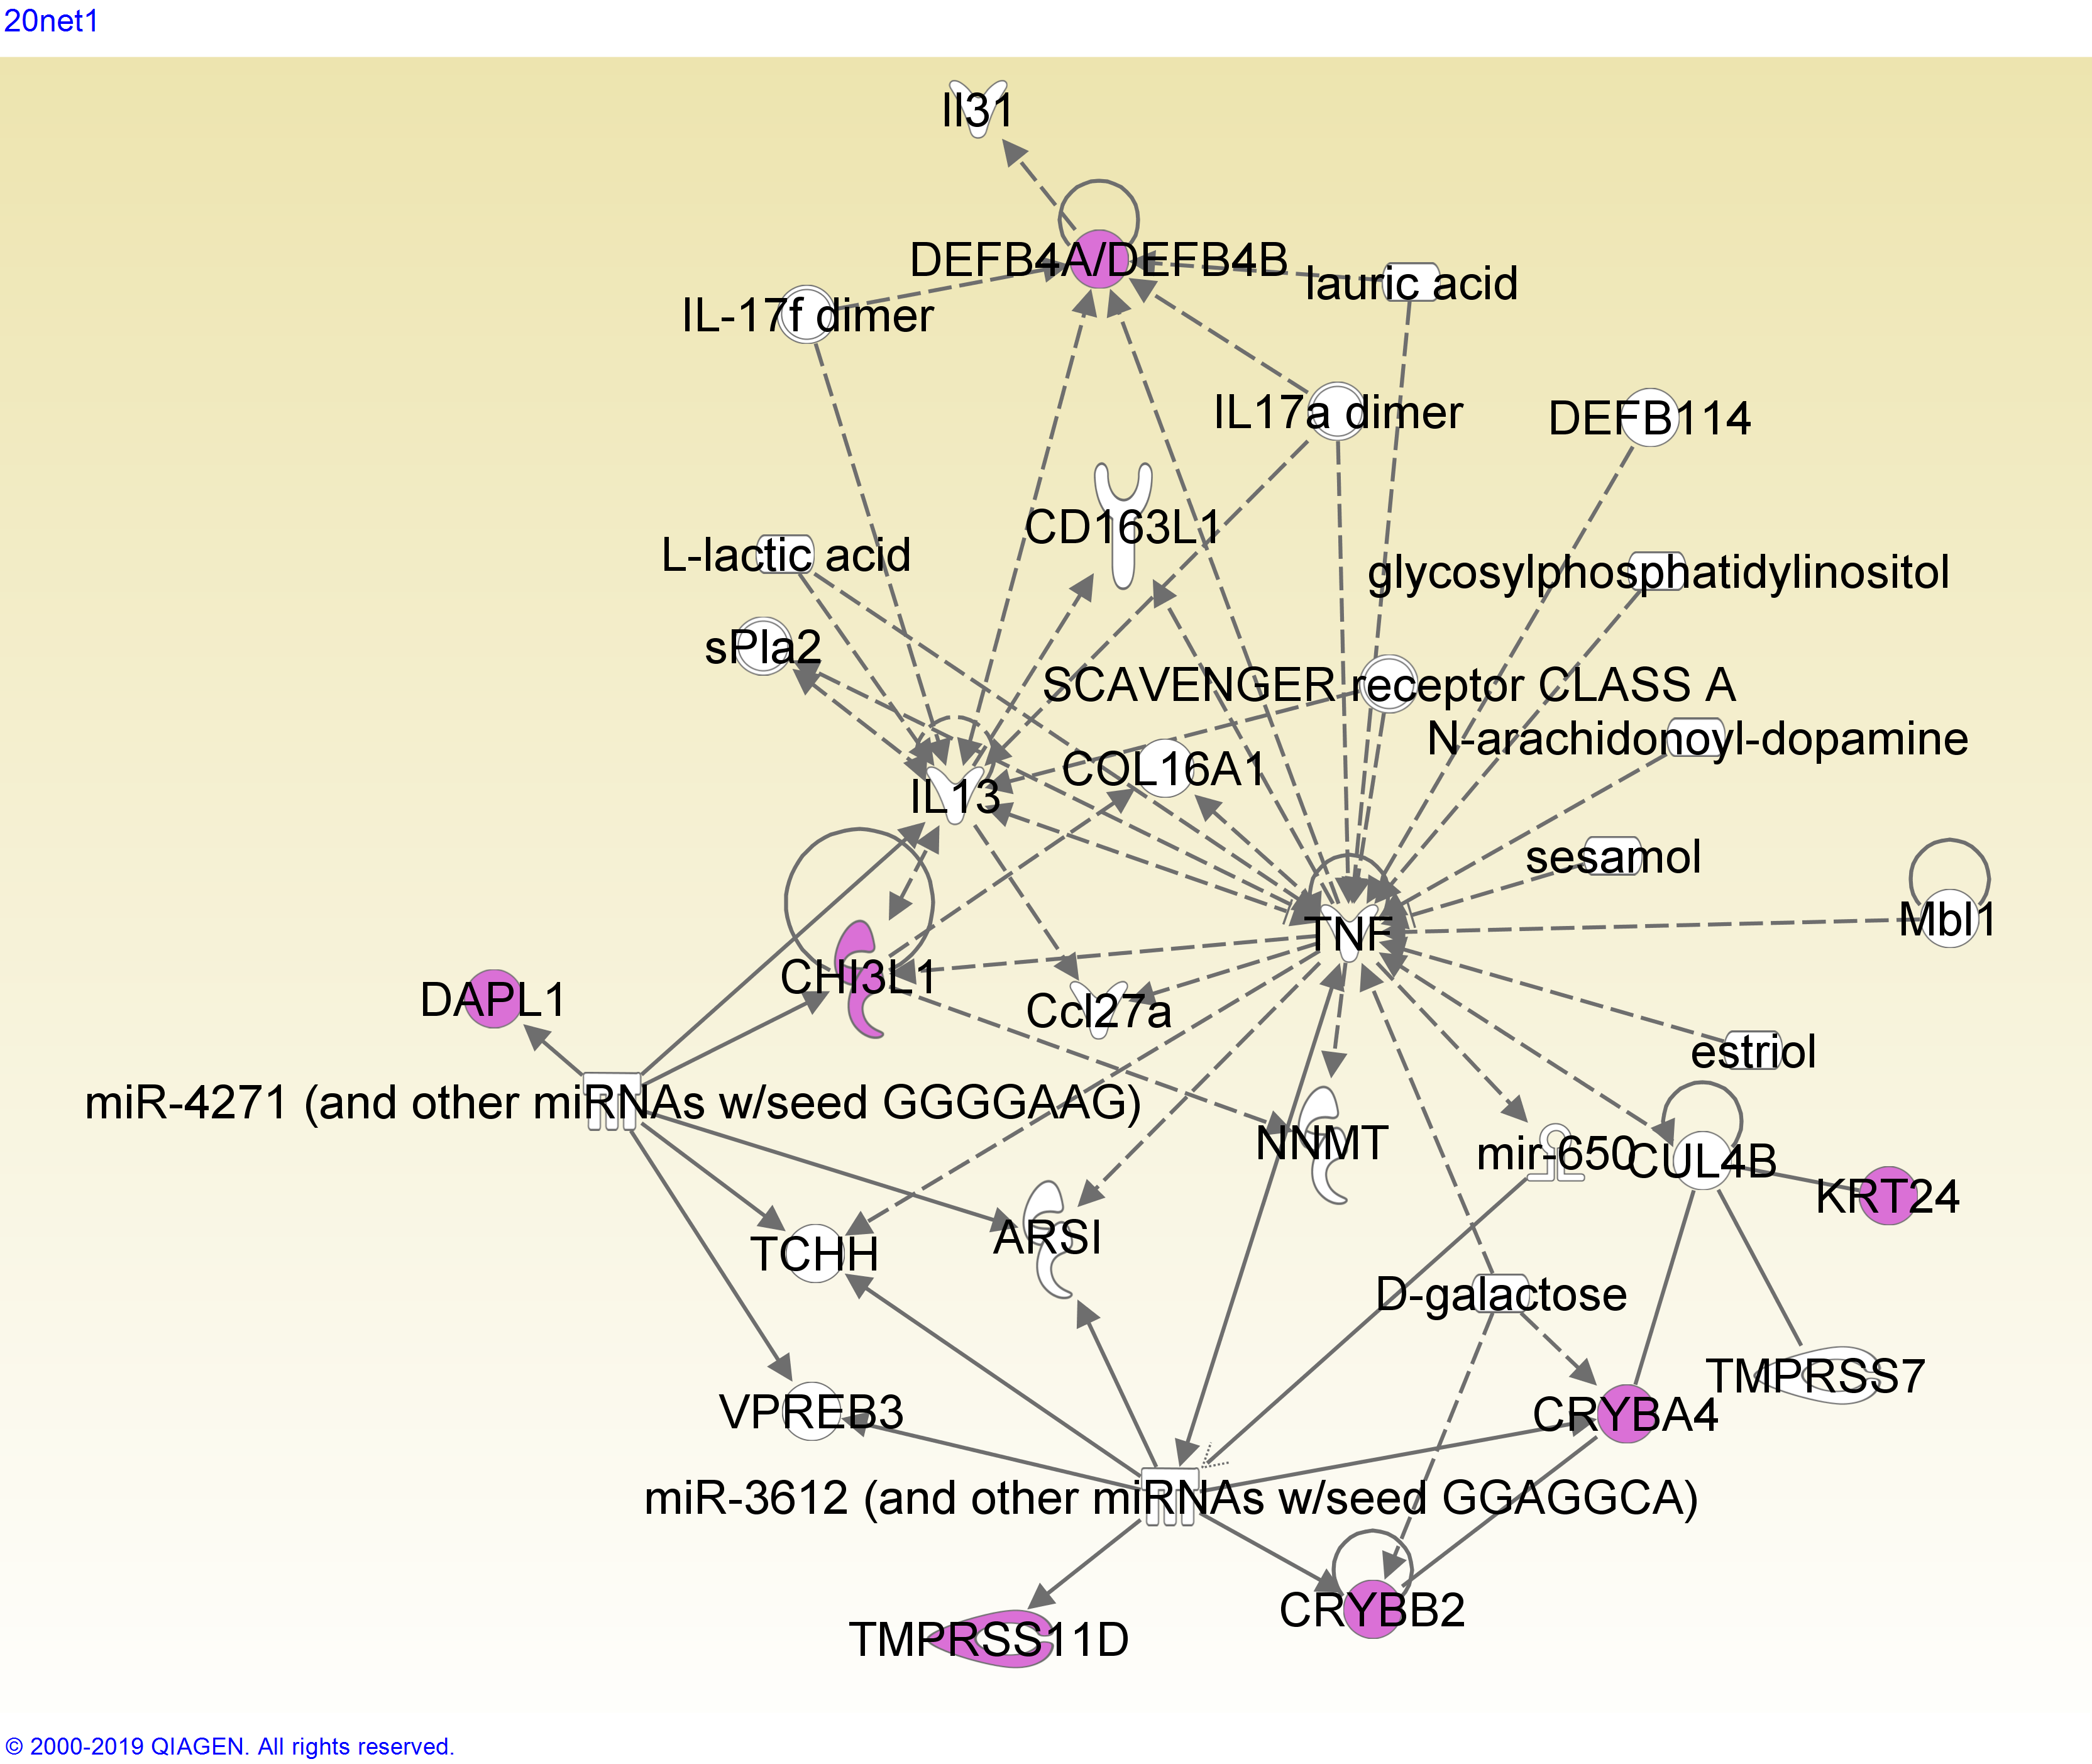 20net1
Il31
DEFB4A/DEFB4B
lauric acid
IL-17f dimer
IL17a dimer
DEFB114
CD163L1
L-lactic acid
glycosylphosphatidylinositol
sPla2
SCAVENGER receptor CLASS A
N-arachidonoyl-dopamine
COL16A1
IL13
sesamol
Mbl1
TNF
CHI3L1
DAPL1
Ccl27a
estriol
miR-4271 (and other miRNAs w/seed GGGGAAG)
NNMT
mir-650
CUL4B
KRT24
ARSI
TCHH
D-galactose
TMPRSS7
VPREB3
CRYBA4
miR-3612 (and other miRNAs w/seed GGAGGCA)
CRYBB2
TMPRSS11D
© 2000-2019 QIAGEN. All rights reserved.